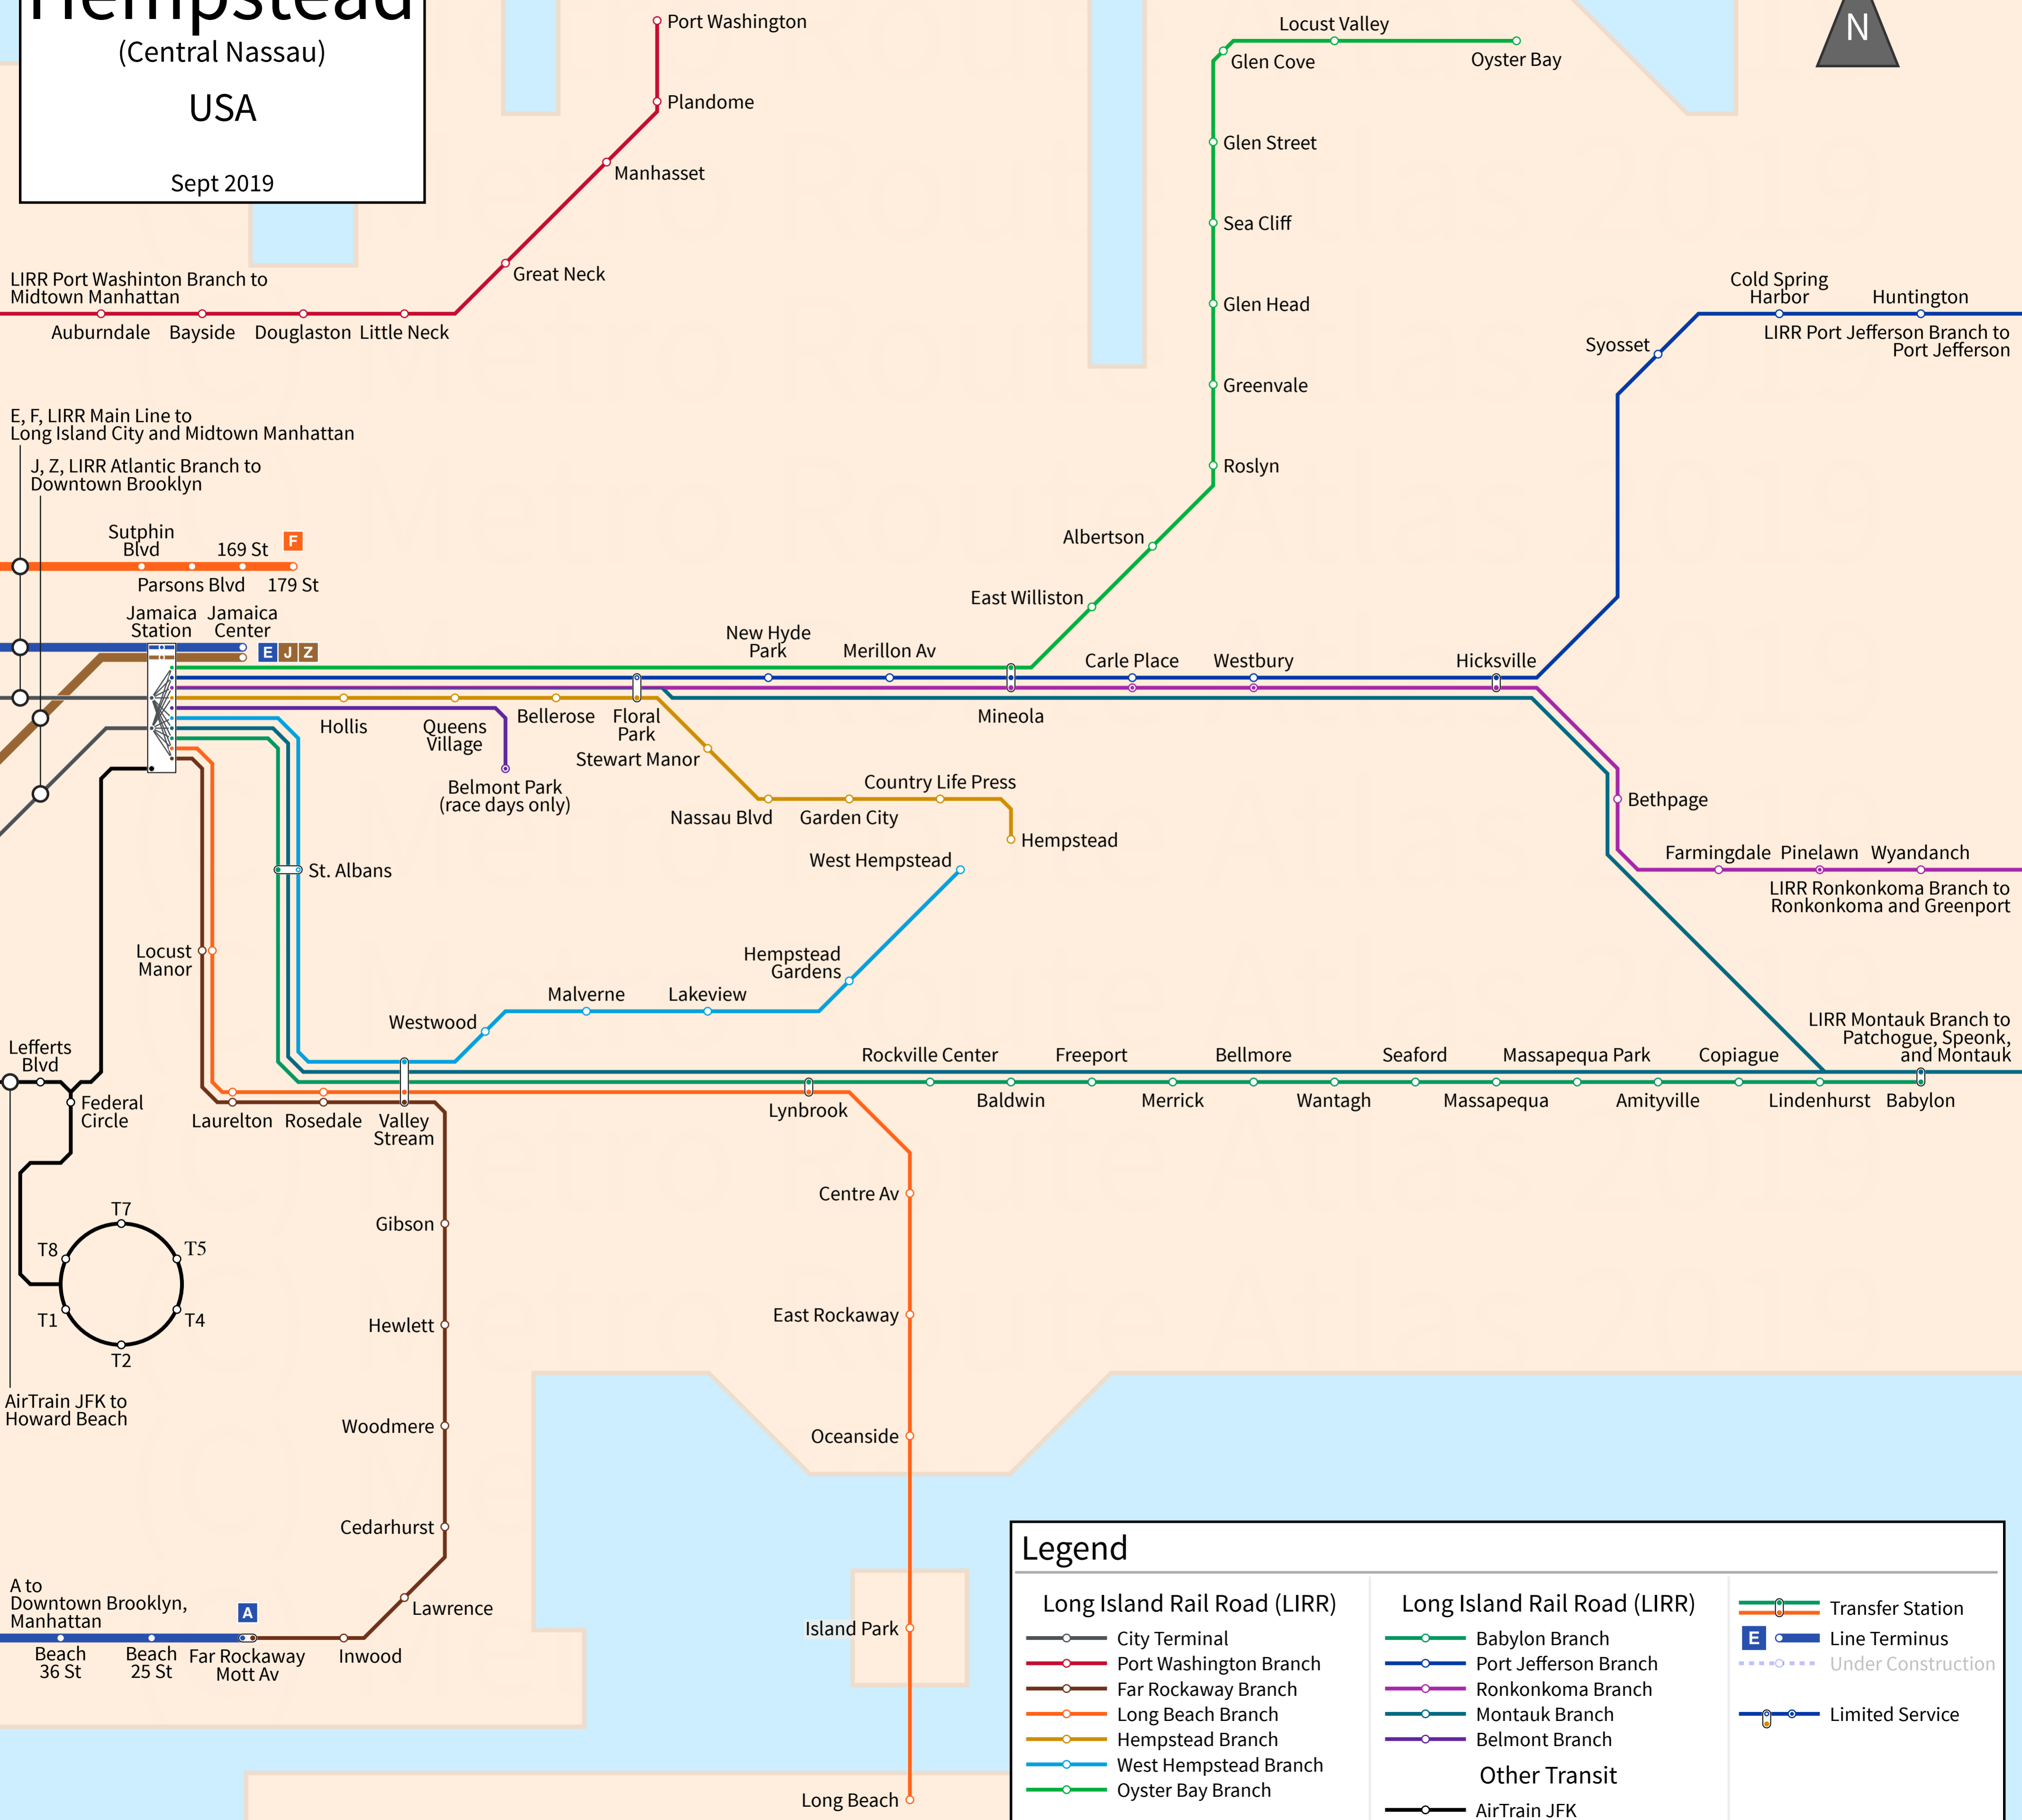 Hempstead
(Central Nassau)
USA
Sept 2019
N
Port Washington
Plandome
Manhasset
Great Neck
LIRR Port Washinton Branch to
Midtown Manhattan
Auburndale
Bayside
Douglaston
Little Neck
Locust Valley
Glen Cove
Oyster Bay
Glen Street
Sea Cliff
Glen Head
Greenvale
Roslyn
Albertson
East Williston
Cold Spring
Harbor
Huntington
Syosset
LIRR Port Jefferson Branch to
Port Jefferson
E, F, LIRR Main Line to
Long Island City and Midtown Manhattan
J, Z, LIRR Atlantic Branch to
Downtown Brooklyn
Sutphin
Blvd
169 St
F
Parsons Blvd
179 St
Jamaica
Station
Jamaica
Center
E J Z
New Hyde
Park
Merillon Av
Carle Place
Westbury
Hicksville
Hollis
Queens
Village
Bellerose
Floral
Park
Mineola
Stewart Manor
Belmont Park
(race days only)
Country Life Press
Nassau Blvd
Garden City
Hempstead
Bethpage
Farmingdale
Pinelawn
Wyandanch
LIRR Ronkonkoma Branch to
Ronkonkoma and Greenport
St. Albans
West Hempstead
Locust
Manor
Hempstead
Gardens
Malverne
Lakeview
Westwood
LIRR Montauk Branch to
Patchogue, Speonk,
and Montauk
Rockville Center
Freeport
Bellmore
Seaford
Massapequa Park
Copiague
Lefferts
Blvd
Federal
Circle
Laurelton
Rosedale
Valley
Stream
Lynbrook
Baldwin
Merrick
Wantagh
Massapequa
Amityville
Lindenhurst
Babylon
Centre Av
East Rockaway
Oceanside
Island Park
Long Beach
Gibson
Hewlett
Woodmere
Cedarhurst
Lawrence
Inwood
T7
T8
T5
T1
T4
T2
AirTrain JFK to
Howard Beach
A to
Downtown Brooklyn,
Manhattan
A
Beach
36 St
Beach
25 St
Far Rockaway
Mott Av
Legend
Long Island Rail Road (LIRR)
City Terminal
Port Washington Branch
Far Rockaway Branch
Long Beach Branch
Hempstead Branch
West Hempstead Branch
Oyster Bay Branch
Long Island Rail Road (LIRR)
Babylon Branch
Port Jefferson Branch
Ronkonkoma Branch
Montauk Branch
Belmont Branch
Other Transit
AirTrain JFK
Transfer Station
E Line Terminus
Under Construction
Limited Service